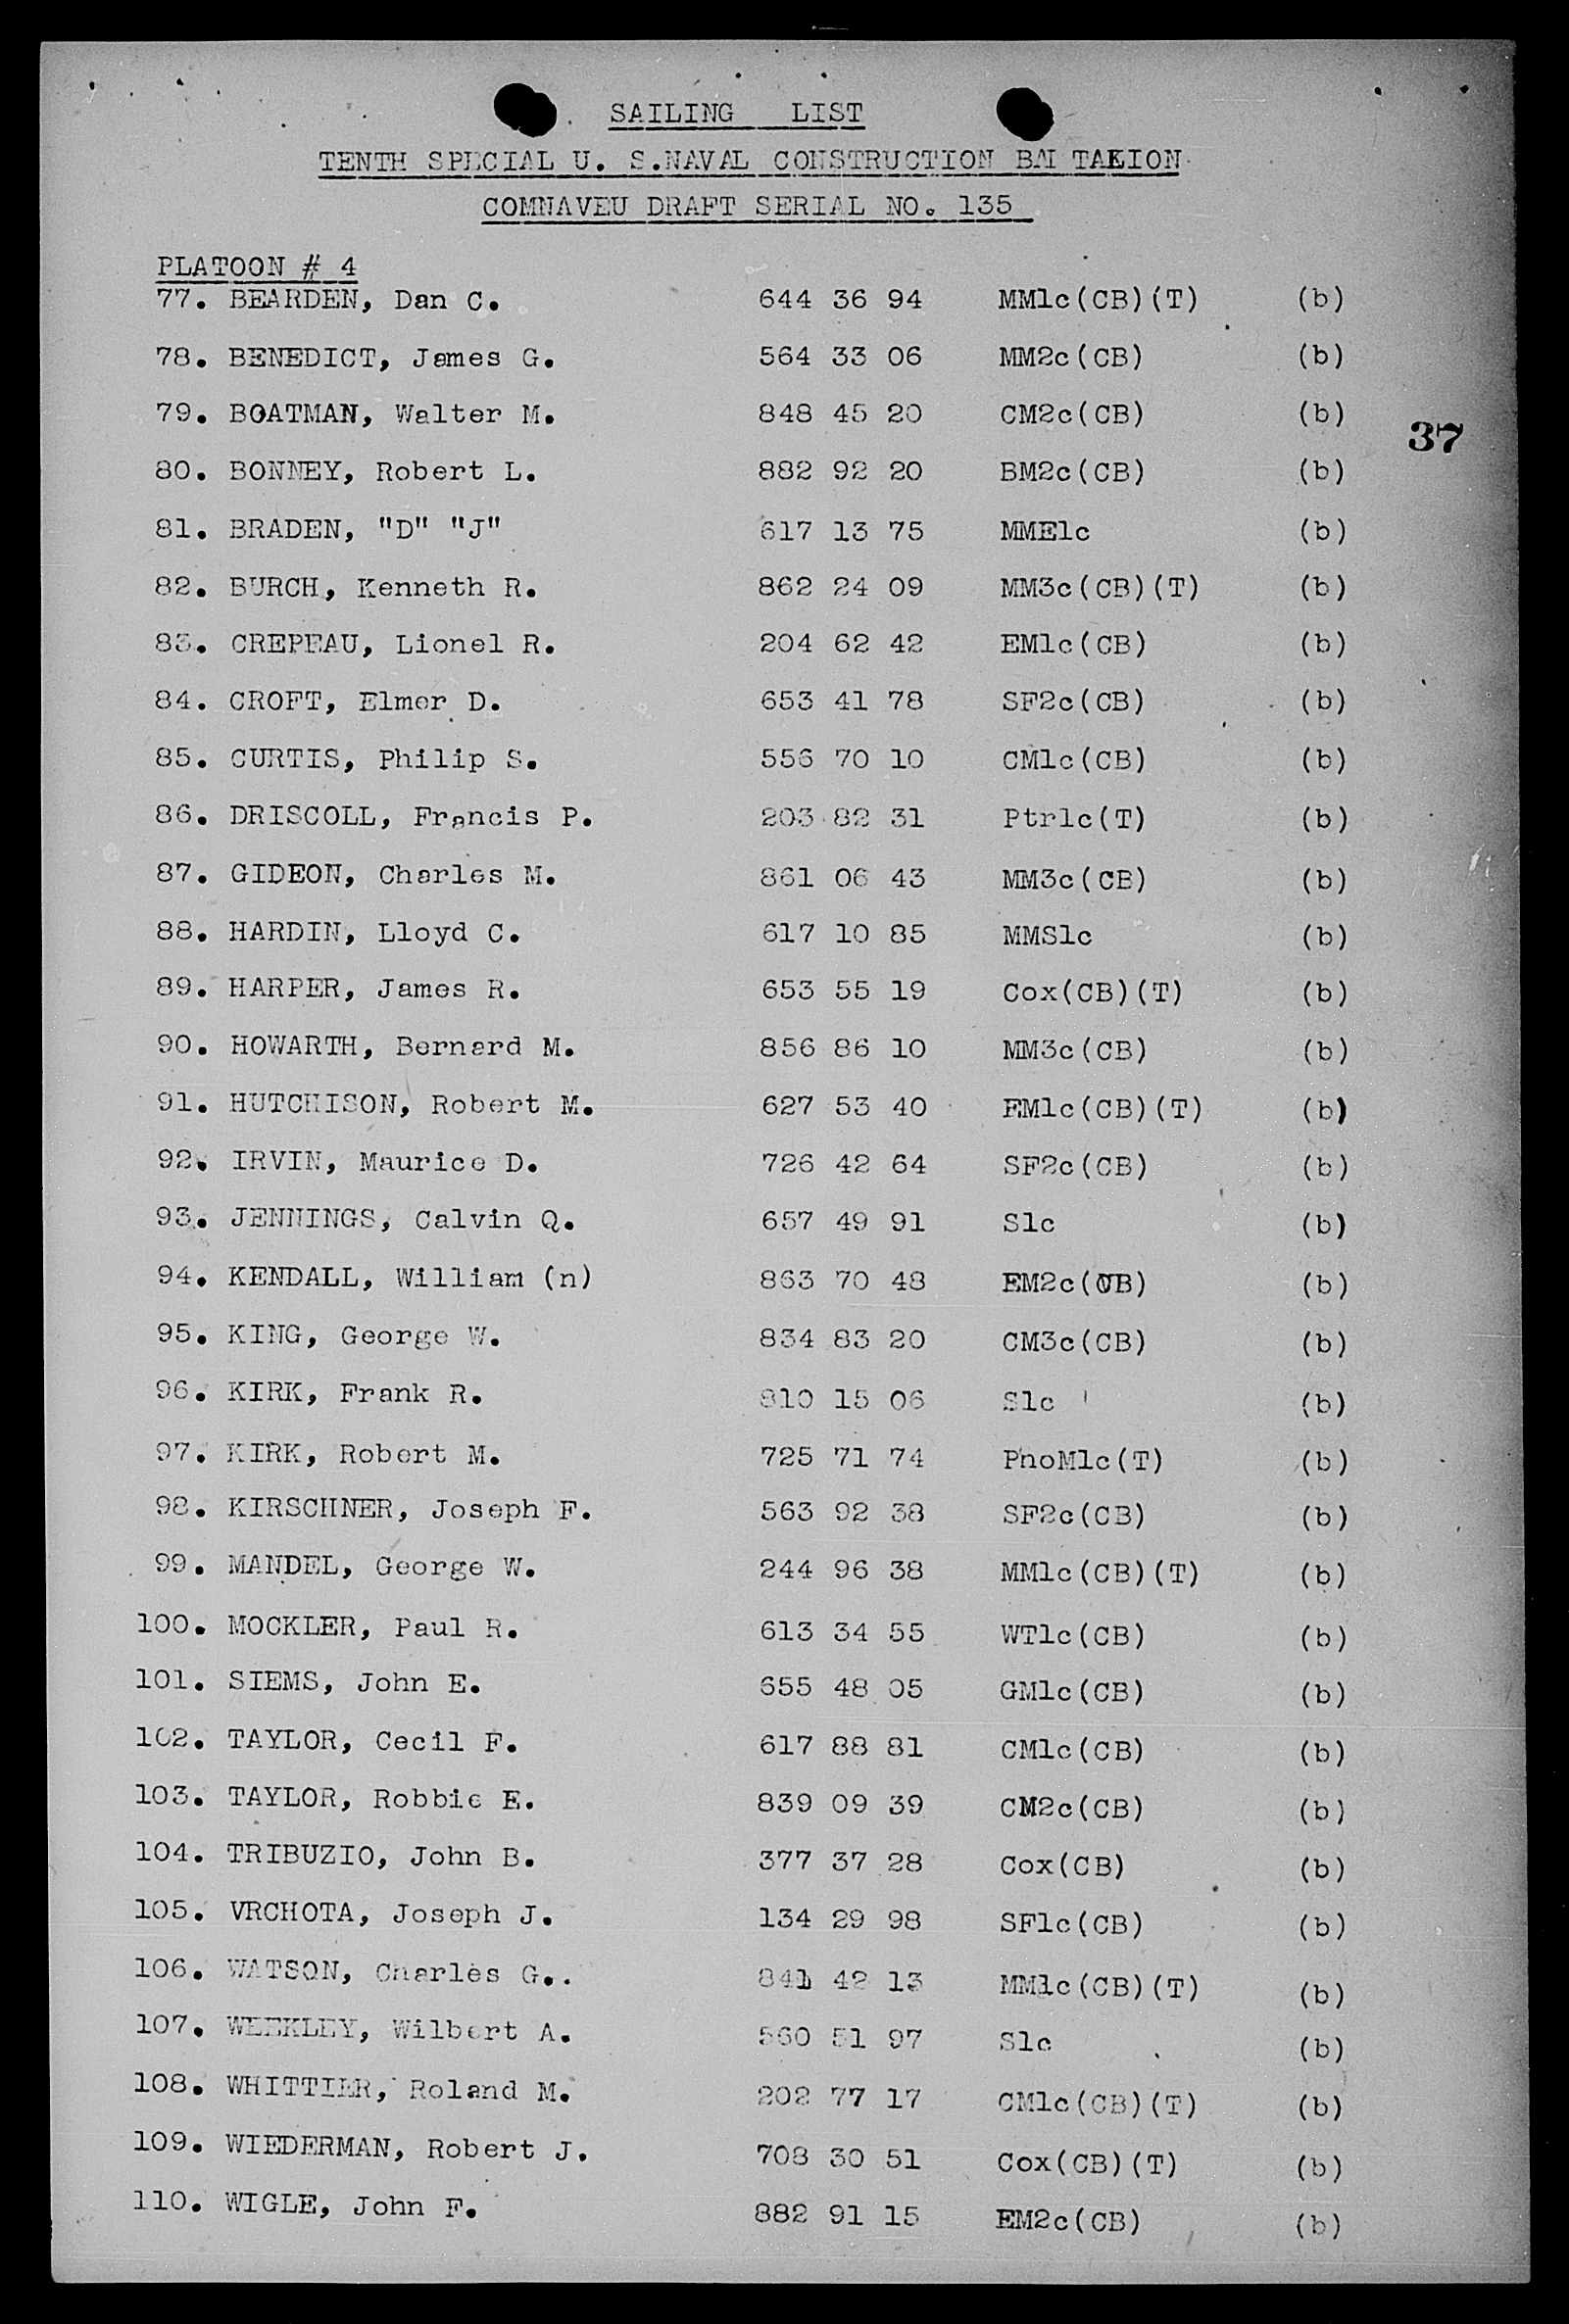 SAILING LIST
TENTH SPECIAL U. S.NAVAL CONSTRUCTION BATTALION
COMNAVEU DRAFT SERIAL NO. 135
PLATOON # 4
77. BEARDEN, Dan C. 644 36 94 MM1c(CB)(T) (b)
78. BENEDICT, James G. 564 33 06 MM2c(CB) (b)
79. BOATMAN, Walter M. 848 45 20 CM2c(CB) (b)
37
80. BONNEY, Robert L. 882 92 20 BM2c(CB) (b)
81. BRADEN, "D" "J" 617 13 75 MME1c (b)
82. BURCH, Kenneth R. 862 24 09 MM3c(CB)(T) (b)
83. CREPEAU, Lionel R. 204 62 42 EM1c(CB) (b)
84. CROFT, Elmer D. 653 41 78 SF2c(CB) (b)
85. CURTIS, Philip S. 556 70 10 CM1c(CB) (b)
86. DRISCOLL, Francis P. 203 82 31 Ptr1c(T) (b)
87. GIDEON, Charles M. 861 06 43 MM3c(CB) (b)
88. HARDIN, Lloyd C. 617 10 85 MMS1c (b)
89. HARPER, James R. 653 55 19 Cox(CB)(T) (b)
90. HOWARTH, Bernard M. 856 86 10 MM3c(CB) (b)
91. HUTCHISON, Robert M. 627 53 40 EM1c(CB)(T) (b)
92. IRVIN, Maurice D. 726 42 64 SF2c(CB) (b)
93. JENNINGS, Calvin Q. 657 49 91 S1c (b)
94. KENDALL, William (n) 863 70 48 EM2c(CB) (b)
95. KING, George W. 834 83 20 CM3c(CB) (b)
96. KIRK, Frank R. 810 15 06 S1c (b)
97. KIRK, Robert M. 725 71 74 PhoM1c(T) (b)
98. KIRSCHNER, Joseph F. 563 92 38 SF2c(CB) (b)
99. MANDEL, George W. 244 96 38 MM1c(CB)(T) (b)
100. MOCKLER, Paul R. 613 34 55 WT1c(CB) (b)
101. SIEMS, John E. 655 48 05 GM1c(CB) (b)
102. TAYLOR, Cecil F. 617 88 81 CM1c(CB) (b)
103. TAYLOR, Robbie E. 839 09 39 CM2c(CB) (b)
104. TRIBUZIO, John B. 377 37 28 Cox(CB) (b)
105. VRCHOTA, Joseph J. 134 29 98 SF1c(CB) (b)
106. WATSON, Charles G.. 841 42 13 MM1c(CB)(T) (b)
107. WEEKLEY, Wilbert A. 560 51 97 S1c (b)
108. WHITTIER, Roland M. 202 77 17 CM1c(CB)(T) (b)
109. WIEDERMAN, Robert J. 708 30 51 Cox(CB)(T) (b)
110. WIGLE, John F. 882 91 15 EM2c(CB) (b)